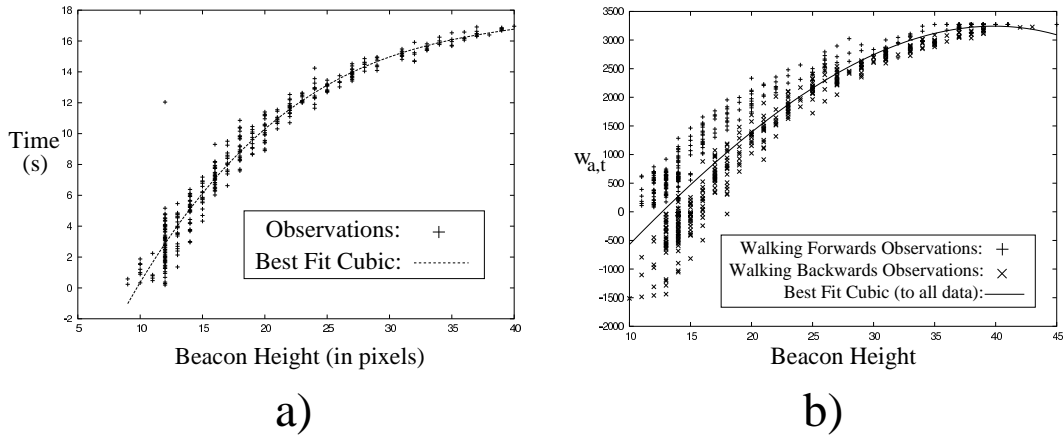 18
16
14
12
10
8
6
4
2
0
-2
5 10 15 20 25 30 35 40
Time
(s)
Observations: +
Best Fit Cubic:
Beacon Height (in pixels)
a)
3500
3000
2500
2000
1500
1000
500
0
-500
-1000
-1500
-2000
10 15 20 25 30 35 40 45
w_{a,t}
Walking Forwards Observations: +
Walking Backwards Observations: ×
Best Fit Cubic (to all data):
Beacon Height
b)